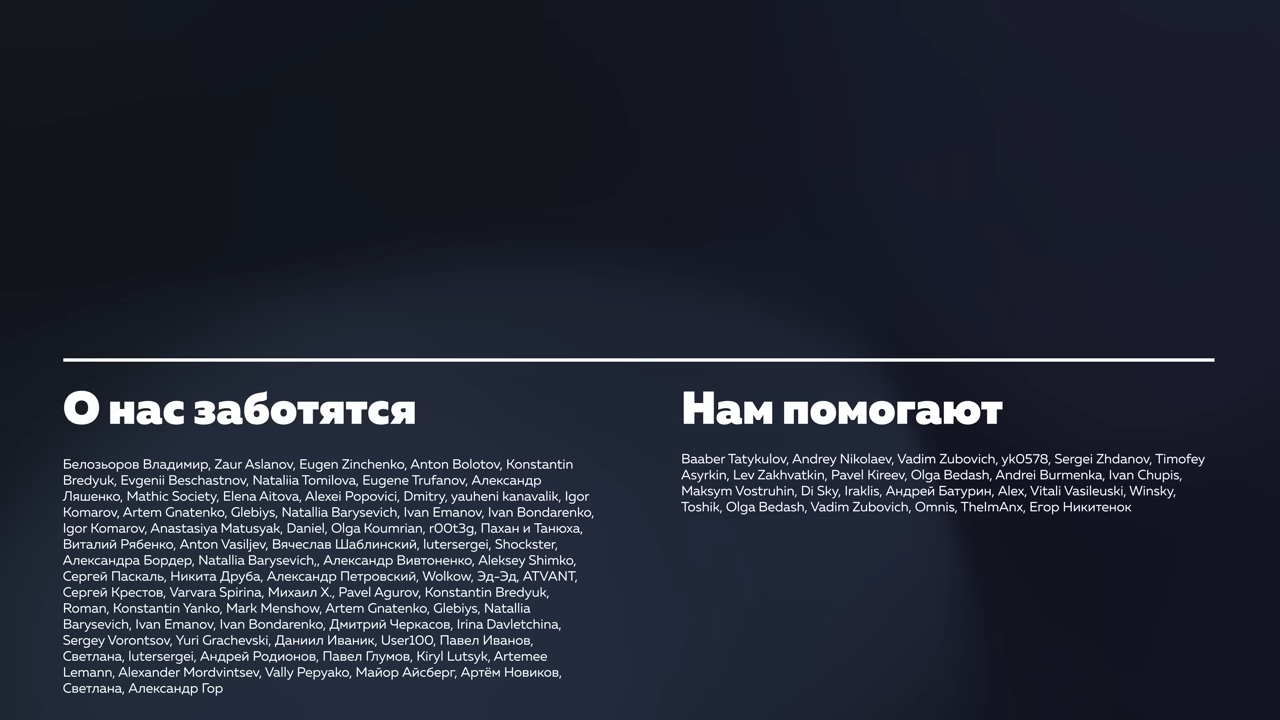 О нас заботятся
Белозьоров Владимир, Zaur Aslanov, Eugen Zinchenko, Anton Bolotov, Konstantin
Bredyuk, Evgenii Beschastnov, Nataliia Tomilova, Eugene Trufanov, Александр
Ляшенко, Mathic Society, Elena Aitova, Alexei Popovici, Dmitry, yauheni kanavalik, Igor
Komarov, Artem Gnatenko, Glebiys, Natallia Barysevich, Ivan Emanov, Ivan Bondarenko,
Igor Komarov, Anastasiya Matusyak, Daniel, Olga Koumrian, r00t3g, Пахан и Танюха,
Виталий Рябенко, Anton Vasiljev, Вячеслав Шаблинский, lutersergei, Shockster,
Александра Бордер, Natallia Barysevich,, Александр Вивтоненко, Aleksey Shimko,
Сергей Паскаль, Никита Друба, Александр Петровский, Wolkow, Эд-Эд, ATVANT,
Сергей Крестов, Varvara Spirina, Михаил Х., Pavel Agurov, Konstantin Bredyuk,
Roman, Konstantin Yanko, Mark Menshow, Artem Gnatenko, Glebiys, Natallia
Barysevich, Ivan Emanov, Ivan Bondarenko, Дмитрий Черкасов, Irina Davletchina,
Sergey Vorontsov, Yuri Grachevski, Даниил Иваник, User100, Павел Иванов,
Светлана, lutersergei, Андрей Родионов, Павел Глумов, Kiryl Lutsyk, Artemee
Lemann, Alexander Mordvintsev, Vally Pepyako, Майор Айсберг, Артём Новиков,
Светлана, Александр Гор
Нам помогают
Baaber Tatykulov, Andrey Nikolaev, Vadim Zubovich, yk0578, Sergei Zhdanov, Timofey
Asyrkin, Lev Zakhvatkin, Pavel Kireev, Olga Bedash, Andrei Burmenka, Ivan Chupis,
Maksym Vostruhin, Di Sky, Iraklis, Андрей Батурин, Alex, Vitali Vasileuski, Winsky,
Toshik, Olga Bedash, Vadim Zubovich, Omnis, TheImAnx, Егор Никитенок